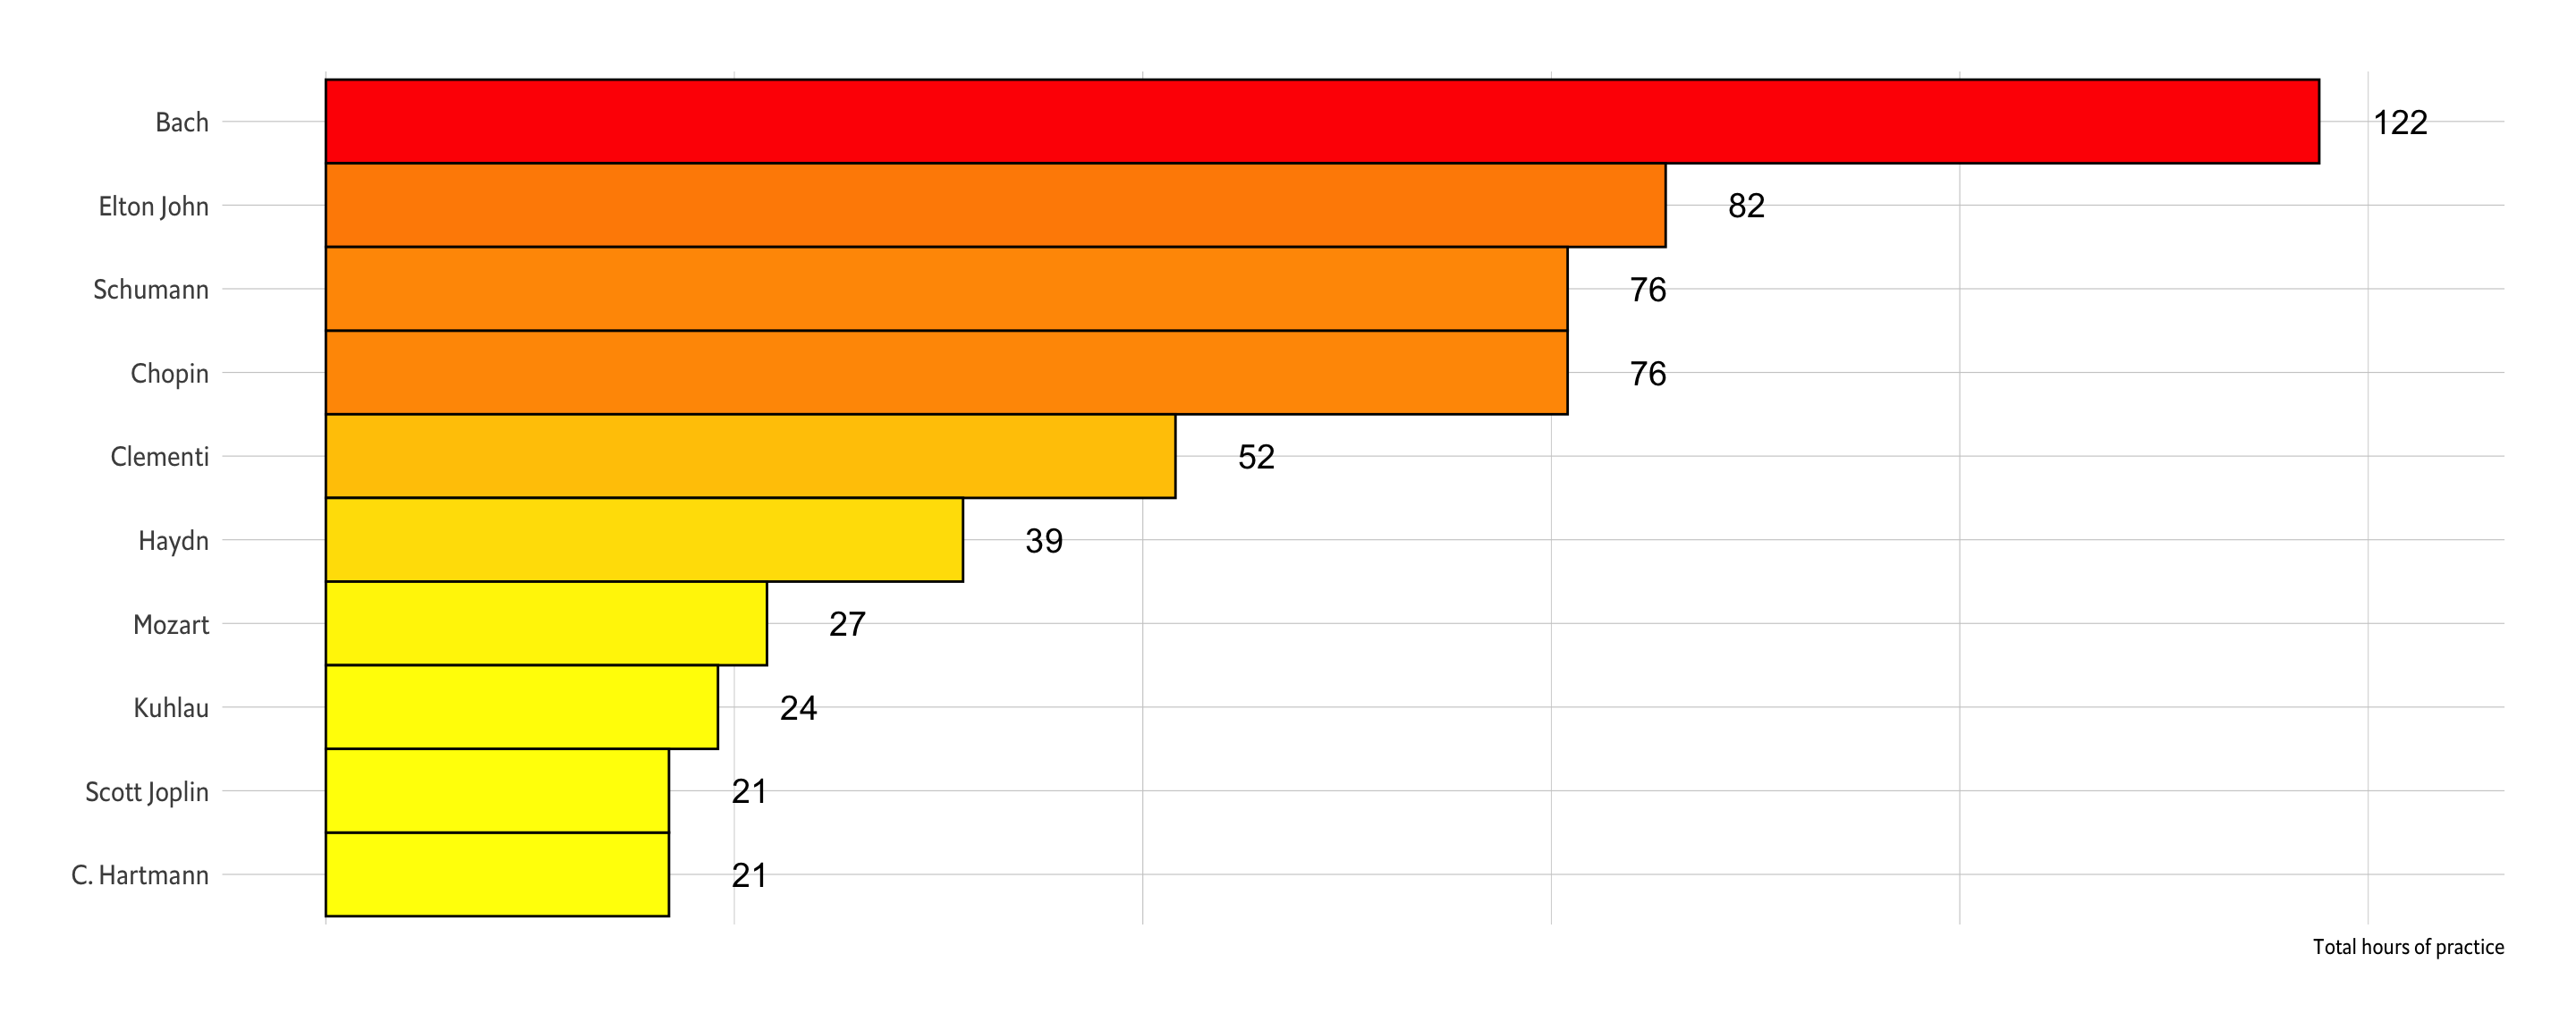 Bach 122
Elton John 82
Schumann 76
Chopin 76
Clementi 52
Haydn 39
Mozart 27
Kuhlau 24
Scott Joplin 21
C. Hartmann 21
Total hours of practice